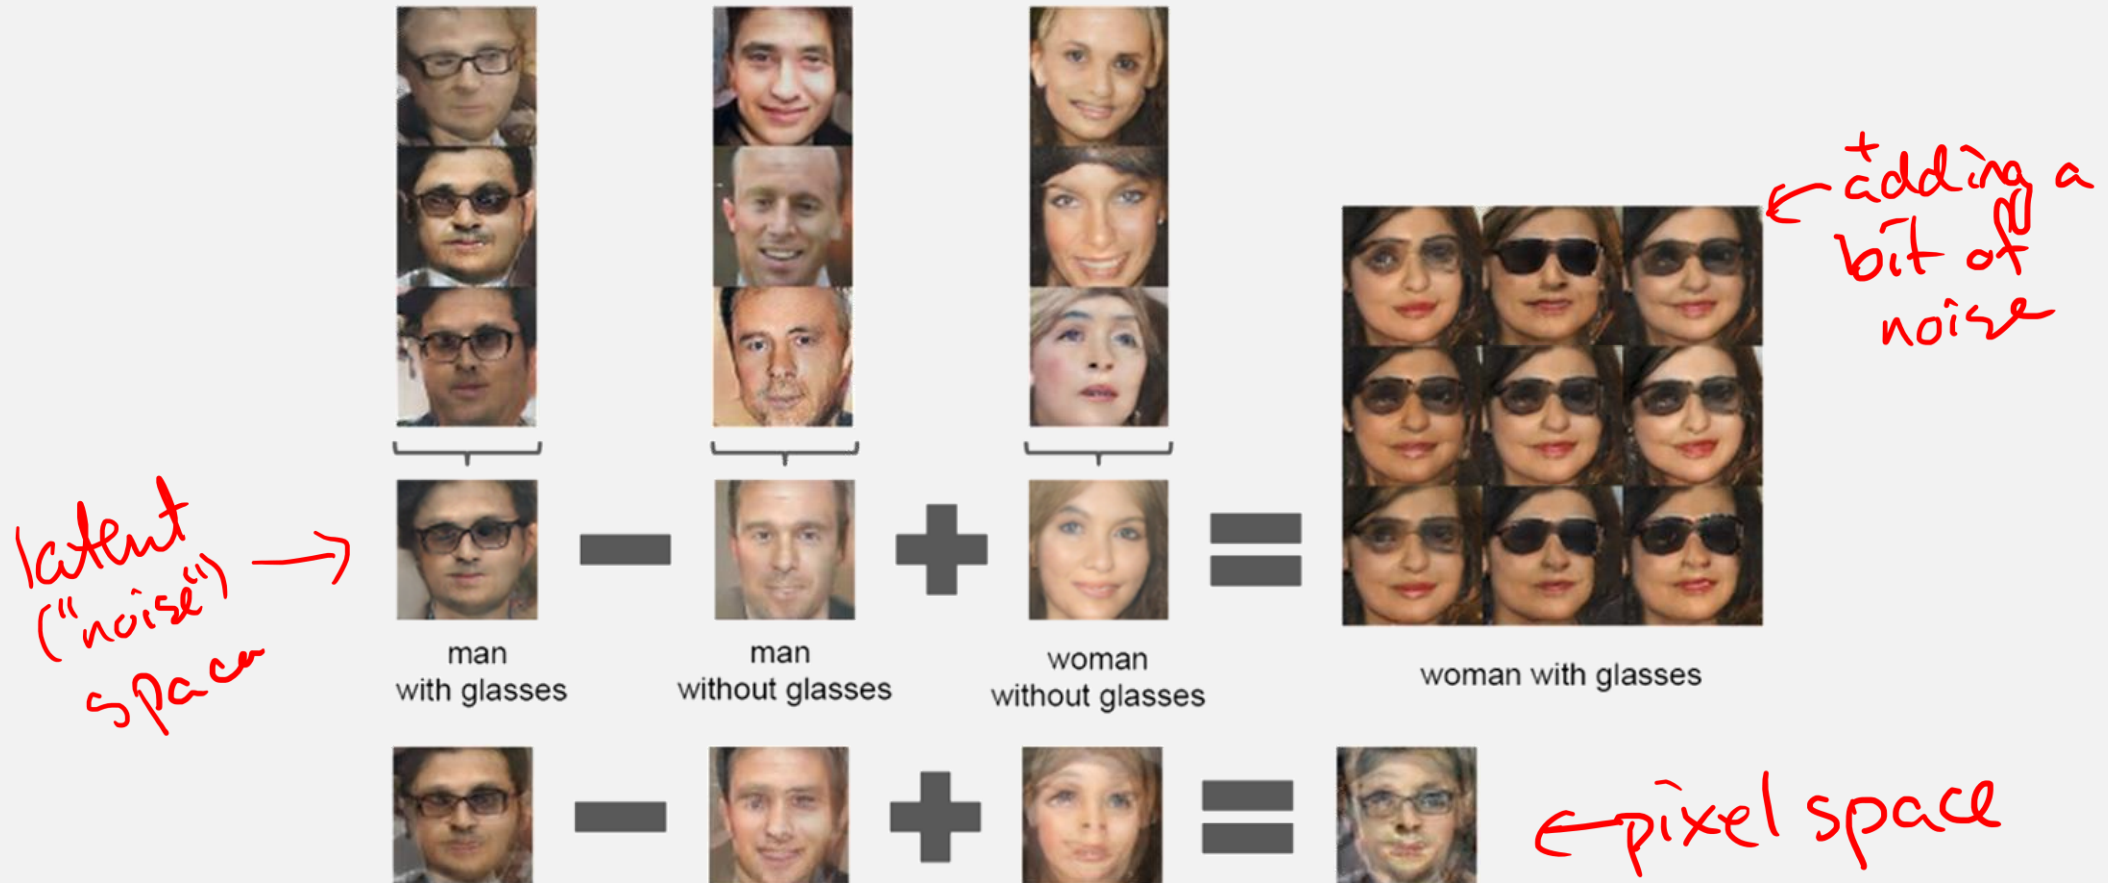 +
adding a
bit of
noise
latent
("noise")
space
man
with glasses
man
without glasses
woman
without glasses
woman with glasses
←pixel space